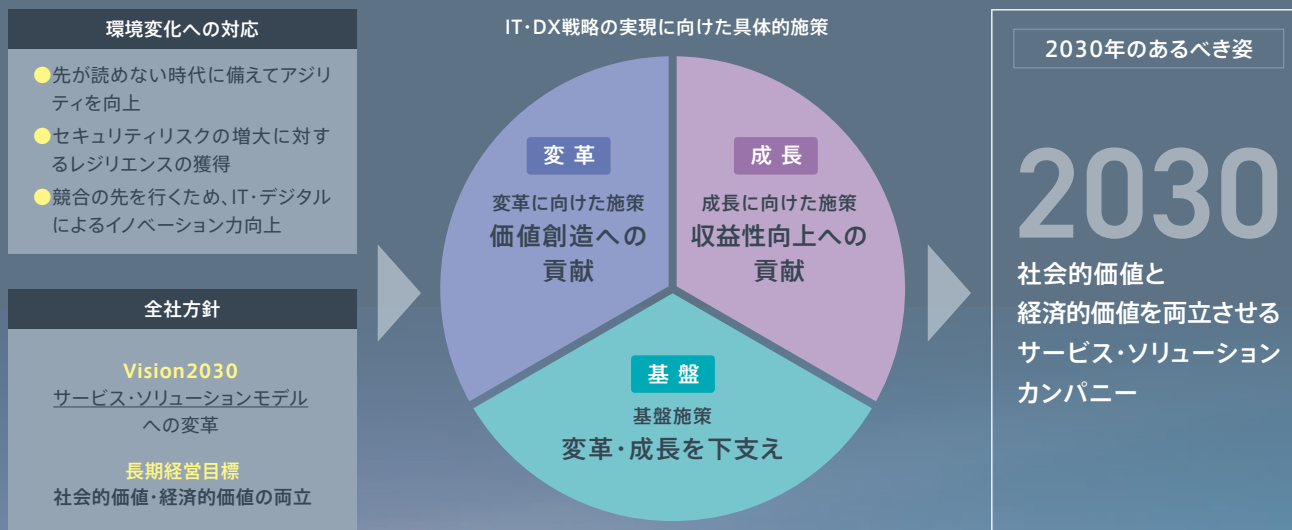 環境変化への対応
●先が読めない時代に備えてアジリ
ティを向上
●セキュリティリスクの増大に対す
るレジリエンスの獲得
●競合の先を行くため、IT・デジタル
によるイノベーション力向上
全社方針
Vision2030
サービス・ソリューションモデル
への変革
長期経営目標
社会的価値・経済的価値の両立
IT・DX戦略の実現に向けた具体的施策
変革
変革に向けた施策
価値創造への
貢献
成長
成長に向けた施策
収益性向上への
貢献
基盤
基盤施策
変革・成長を下支え
2030年のあるべき姿
2030
社会的価値と
経済的価値を両立させる
サービス・ソリューション
カンパニー